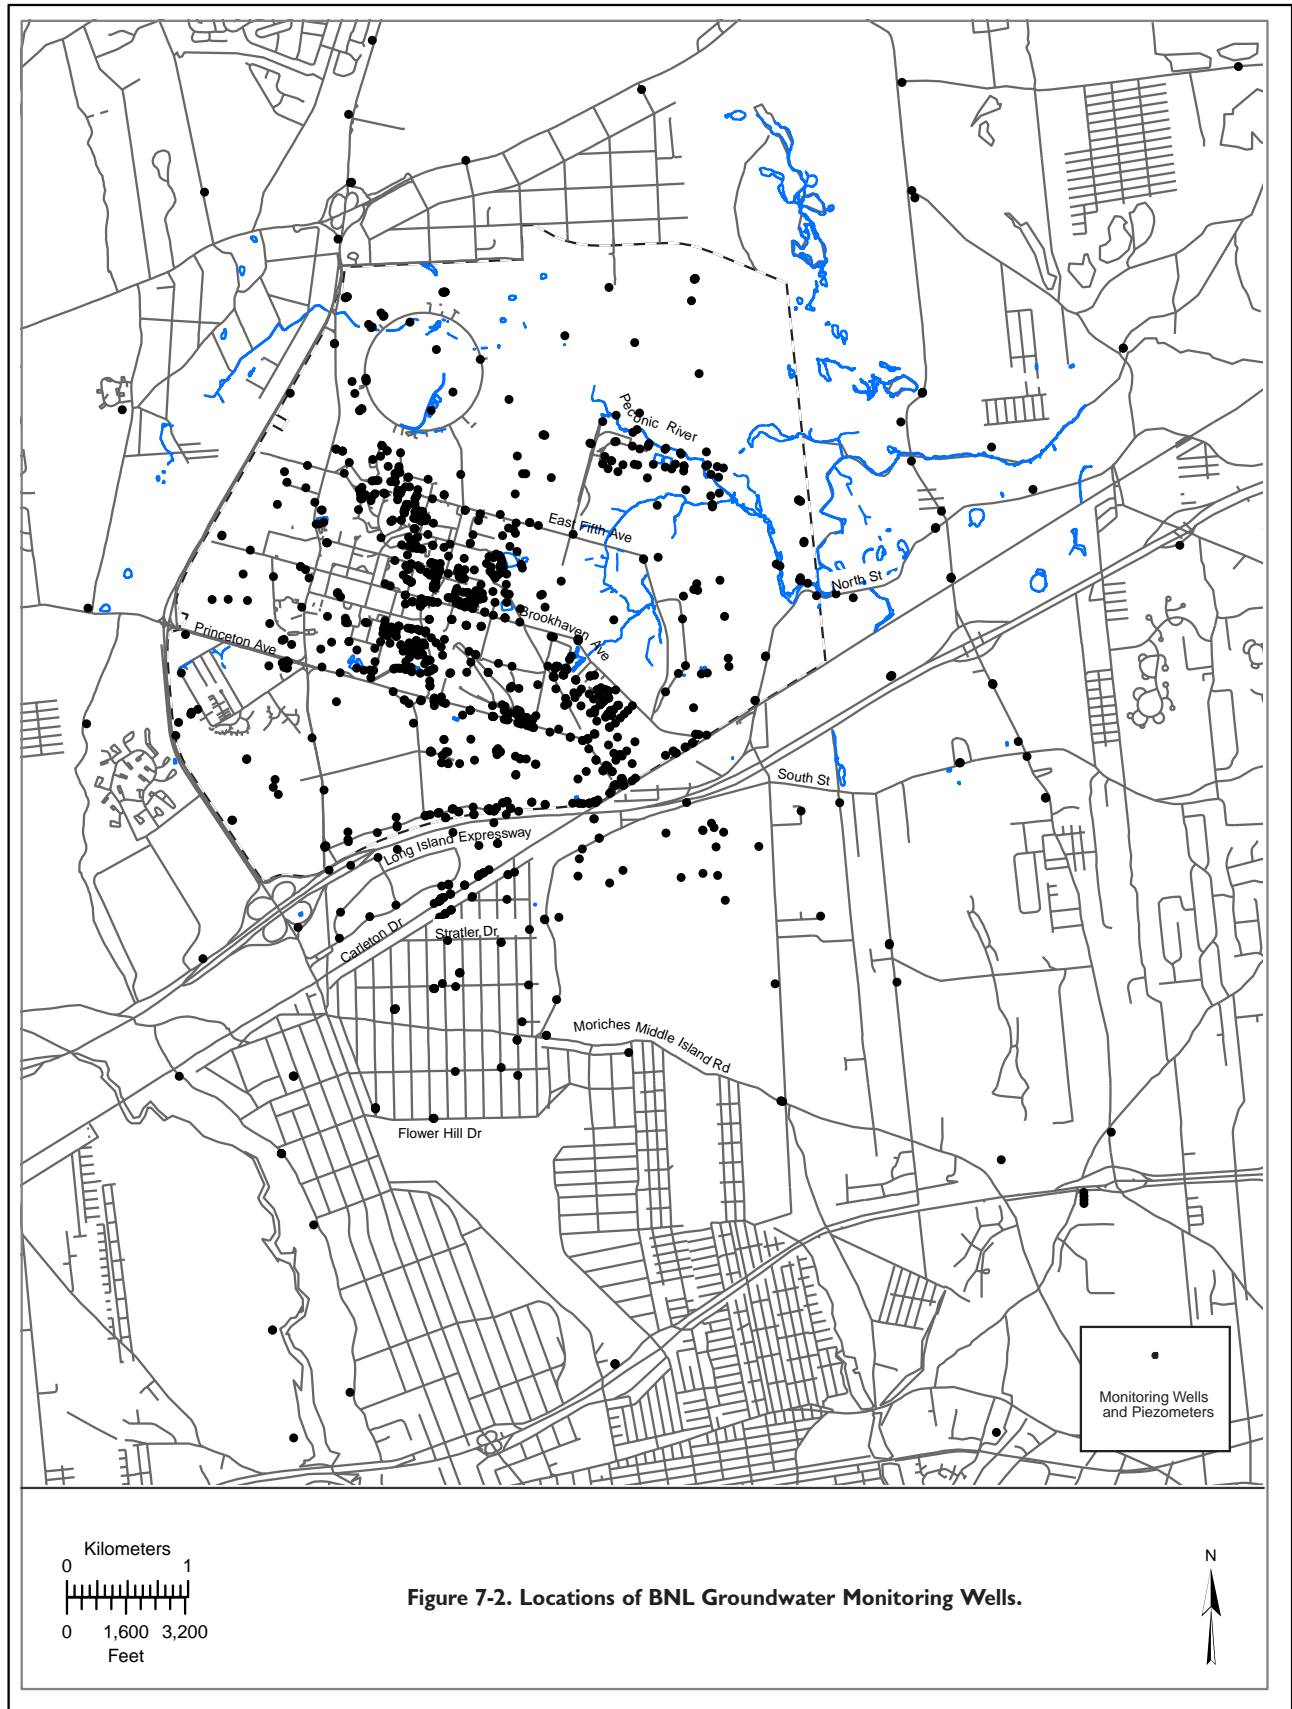 Peconic River
East Fifth Ave
North St
Brookhaven Ave
Princeton Ave
South St
Long Island Expressway
Carleton Dr
Stratler Dr
Moriches Middle Island Rd
Flower Hill Dr
Monitoring Wells
and Piezometers
Kilometers
0 1
0 1,600 3,200
Feet
Figure 7-2. Locations of BNL Groundwater Monitoring Wells.
N